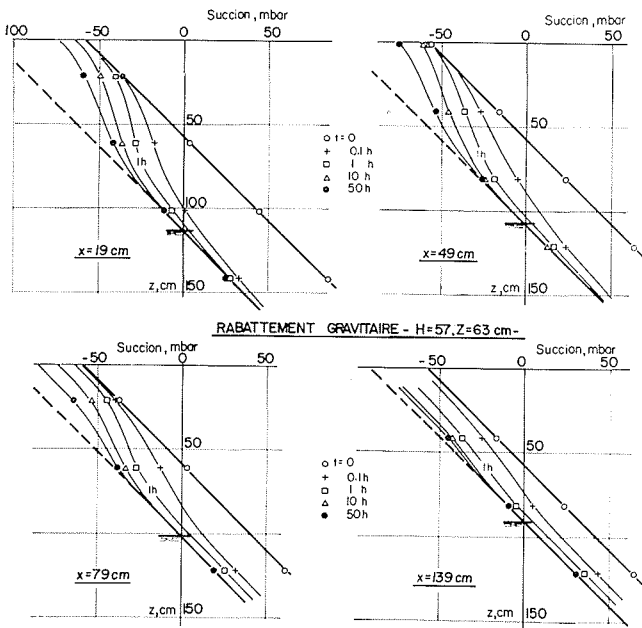 Succion, mbar
100 -50 0 50
50
100
150
z, cm
1h
x = 19 cm
Succion, mbar
-50 0 50
50
100
150
z, cm
1h
x = 49 cm
o t = 0
+ 0.1 h
□ 1 h
△ 10 h
● 50 h
RABATTEMENT GRAVITAIRE - H=57, Z=63 cm-
Succion, mbar
-50 0 50
50
150
z, cm
1h
x = 79 cm
Succion, mbar
-50 0 50
50
150
z, cm
1h
x = 139 cm
o t = 0
+ 0.1 h
□ 1 h
△ 10 h
● 50 h